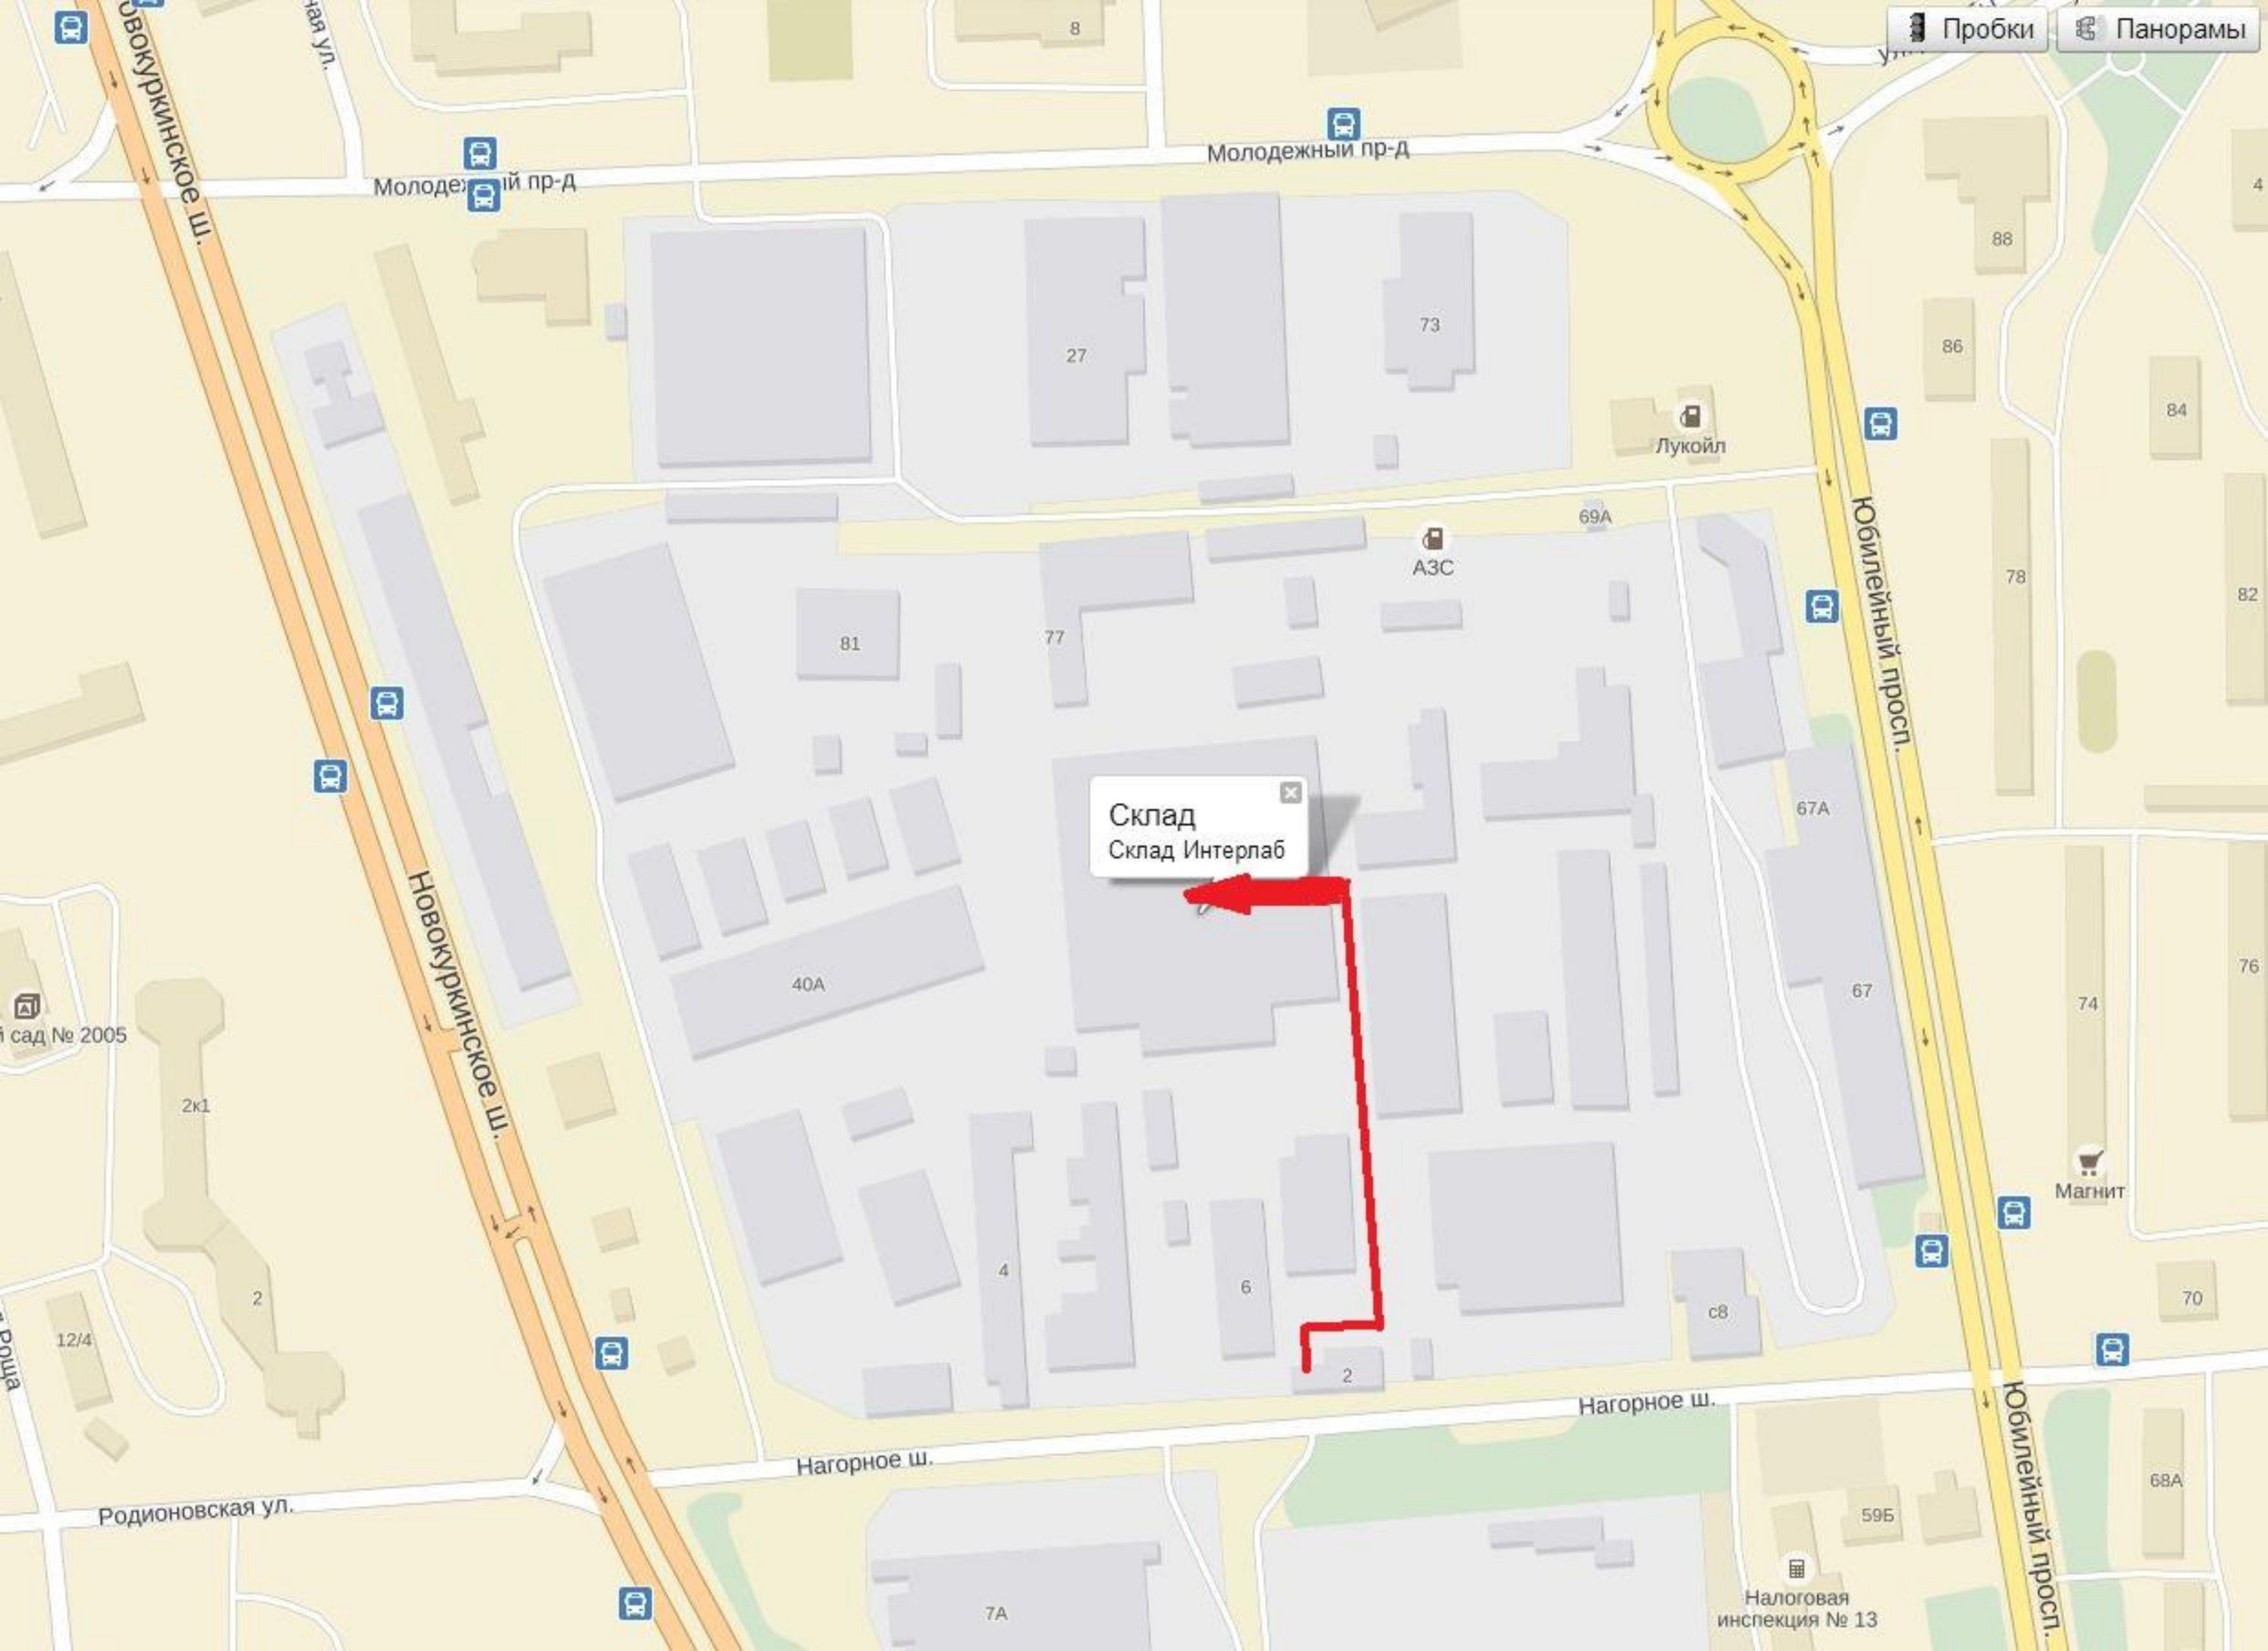 Пробки
Панорамы
8
Молодежный пр-д
Новокуркинское ш.
88
4
27
73
86
84
Лукойл
69А
АЗС
78
82
81
77
Юбилейный просп.
67А
Склад
Склад Интерлаб
Новокуркинское ш.
40А
67
76
74
сад № 2005
2к1
Магнит
4
6
2
с8
70
12/4
Роща
2
Нагорное ш.
Нагорное ш.
Юбилейный просп.
Родионовская ул.
68А
59Б
7А
Налоговая
инспекция № 13